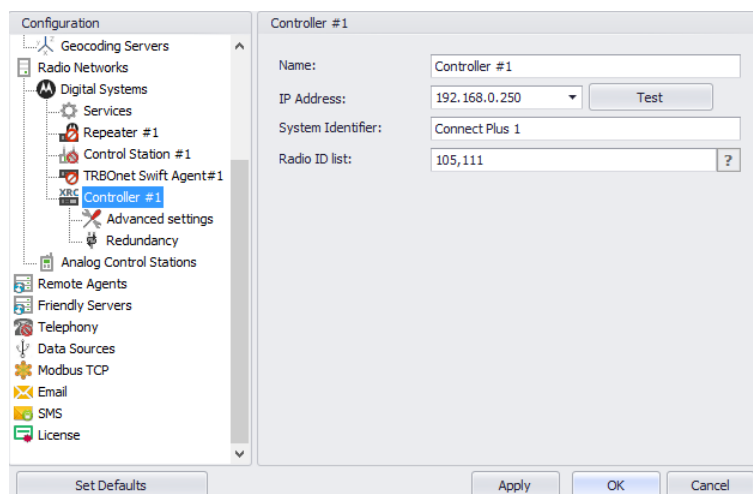 Configuration
Geocoding Servers
Radio Networks
Digital Systems
Services
Repeater #1
Control Station #1
TRBOnet Swift Agent#1
XRC
Controller #1
Advanced settings
Redundancy
Analog Control Stations
Remote Agents
Friendly Servers
Telephony
Data Sources
Modbus TCP
Email
SMS
License
Set Defaults
Controller #1
Name: Controller #1
IP Address: 192.168.0.250 Test
System Identifier: Connect Plus 1
Radio ID list: 105,111 ?
Apply OK Cancel